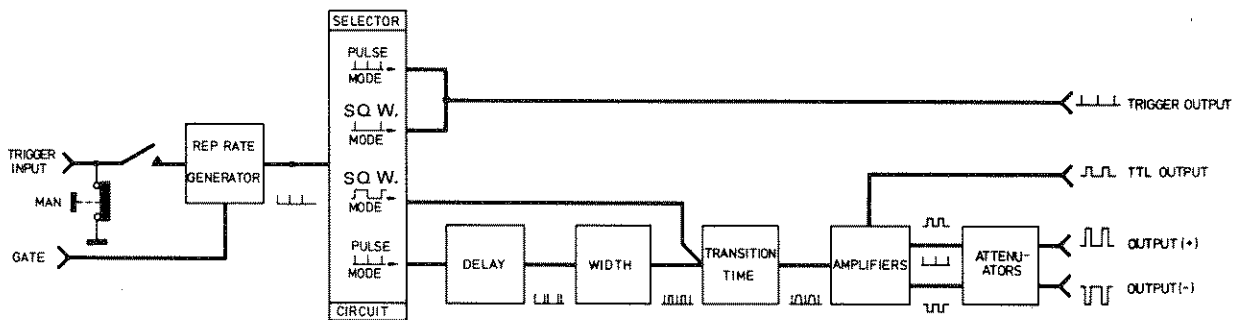 SELECTOR
PULSE
MODE
SQ.W.
MODE
TRIGGER OUTPUT
TRIGGER
INPUT
REP RATE
GENERATOR
MAN
SQ.W.
MODE
TTL OUTPUT
GATE
PULSE
MODE
DELAY
WIDTH
TRANSITION
TIME
AMPLIFIERS
ATTENU-
ATORS
OUTPUT(+)
OUTPUT(-)
CIRCUIT